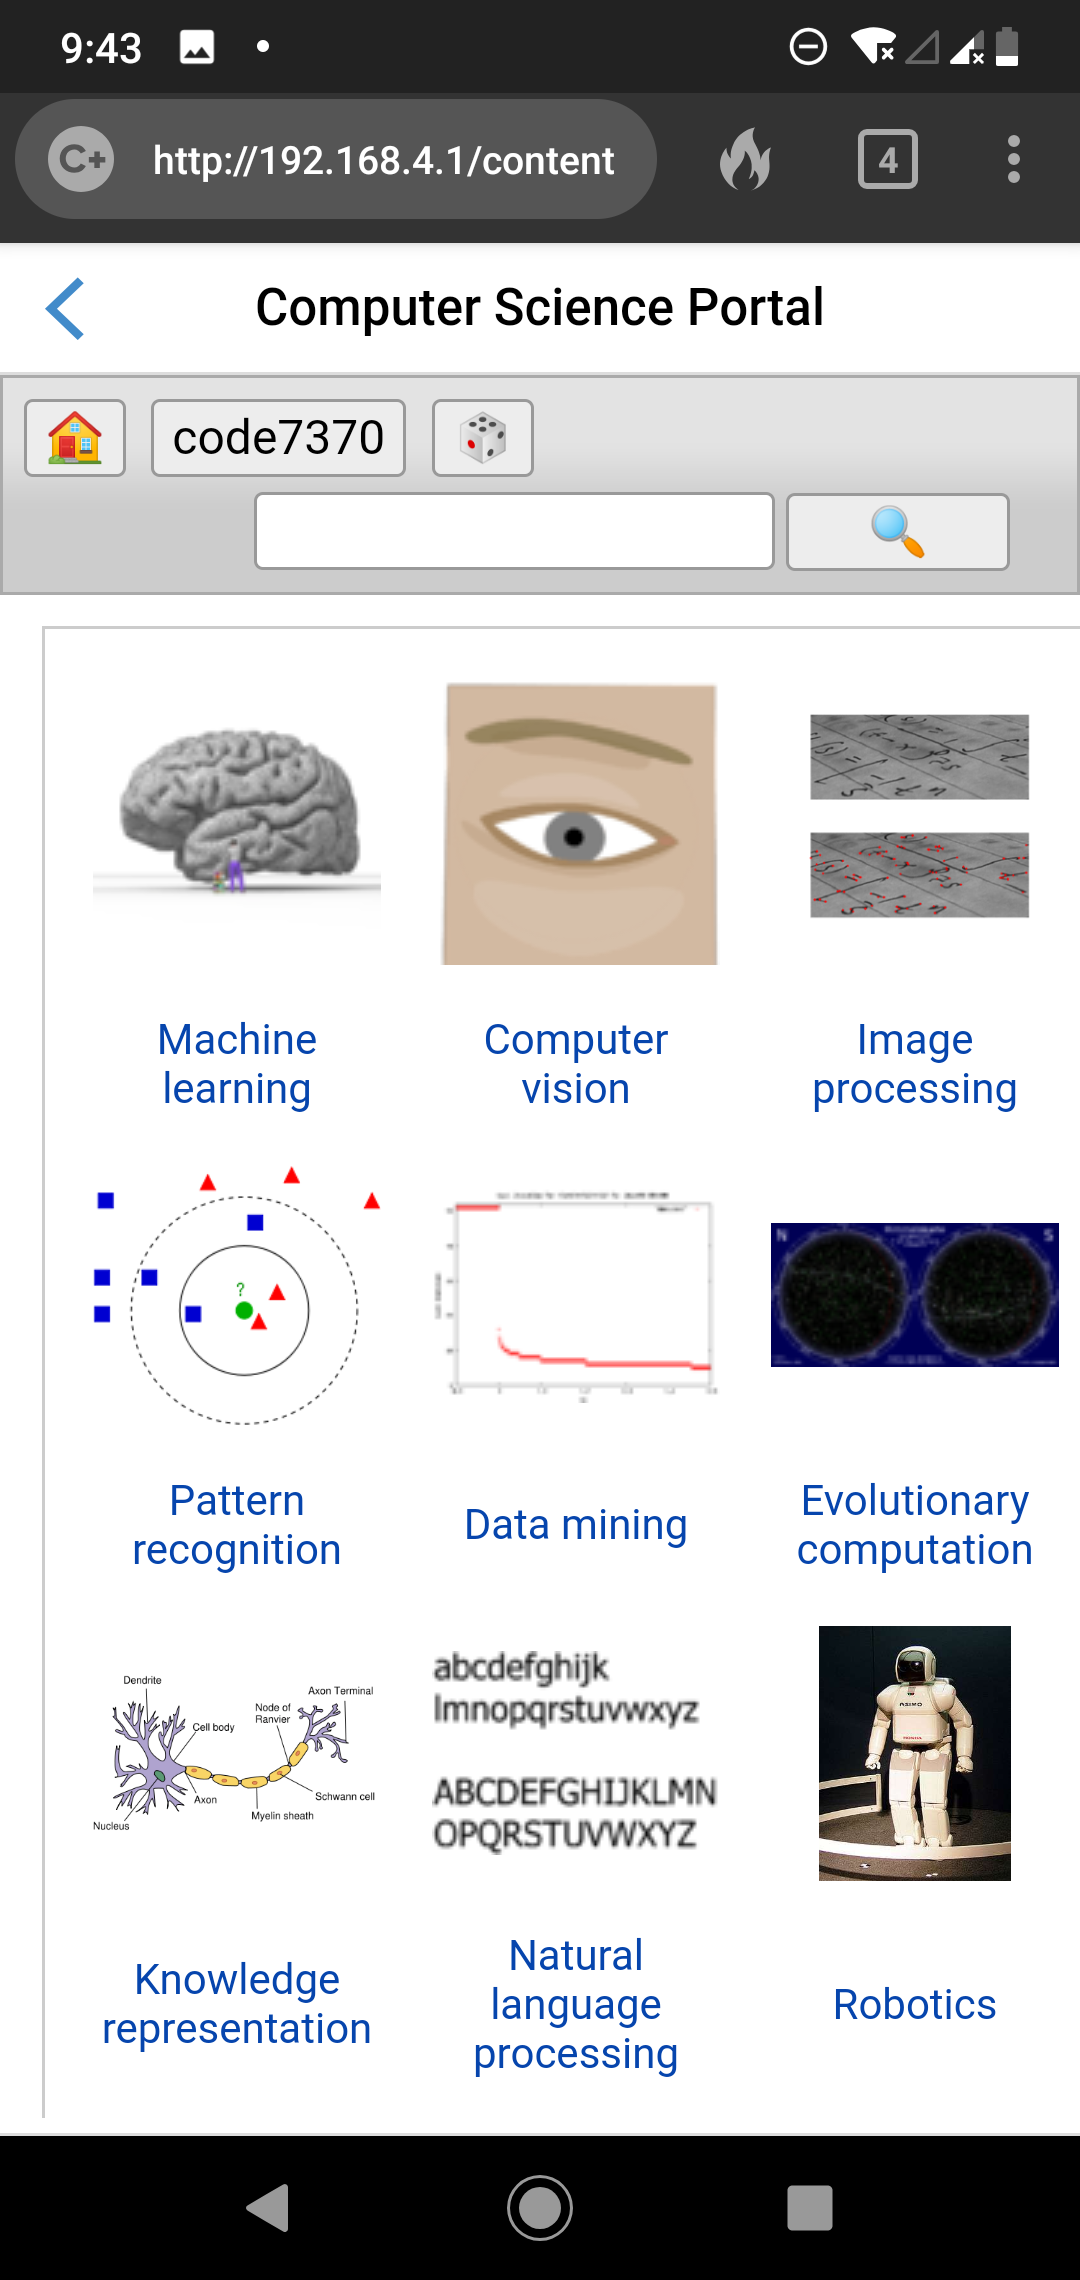 9:43
C+
http://192.168.4.1/content
4
Computer Science Portal
code7370
Machine
learning
Computer
vision
Image
processing
?
N
S
Pattern
recognition
Data mining
Evolutionary
computation
Dendrite
Axon Terminal
Node of
Ranvier
Cell body
Axon
Schwann cell
Myelin sheath
Nucleus
abcdefghijk
lmnopqrstuvwxyz
ABCDEFGHIJKLMN
OPQRSTUVWXYZ
ASIMO
HONDA
Knowledge
representation
Natural
language
processing
Robotics